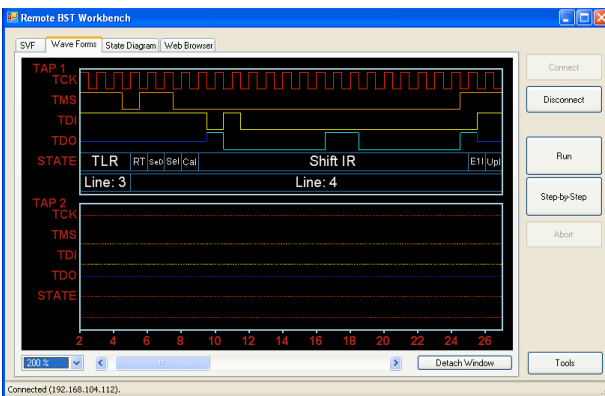 Remote BST Workbench
SVF Wave Forms State Diagram Web Browser
TAP 1
TCK
TMS
TDI
TDO
STATE TLR RT SeD Sel Cal Shift IR E1I UpI
Line: 3 Line: 4
TAP 2
TCK
TMS
TDI
TDO
STATE
2 4 6 8 10 12 14 16 18 20 22 24 26
200 % Detach Window
Connect
Disconnect
Run
Step-by-Step
Abort
Tools
Connected (192.168.104.112).